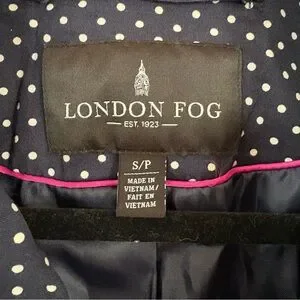 LONDON FOG
EST. 1923
S/P
MADE IN
VIETNAM/
FAIT EN
VIETNAM